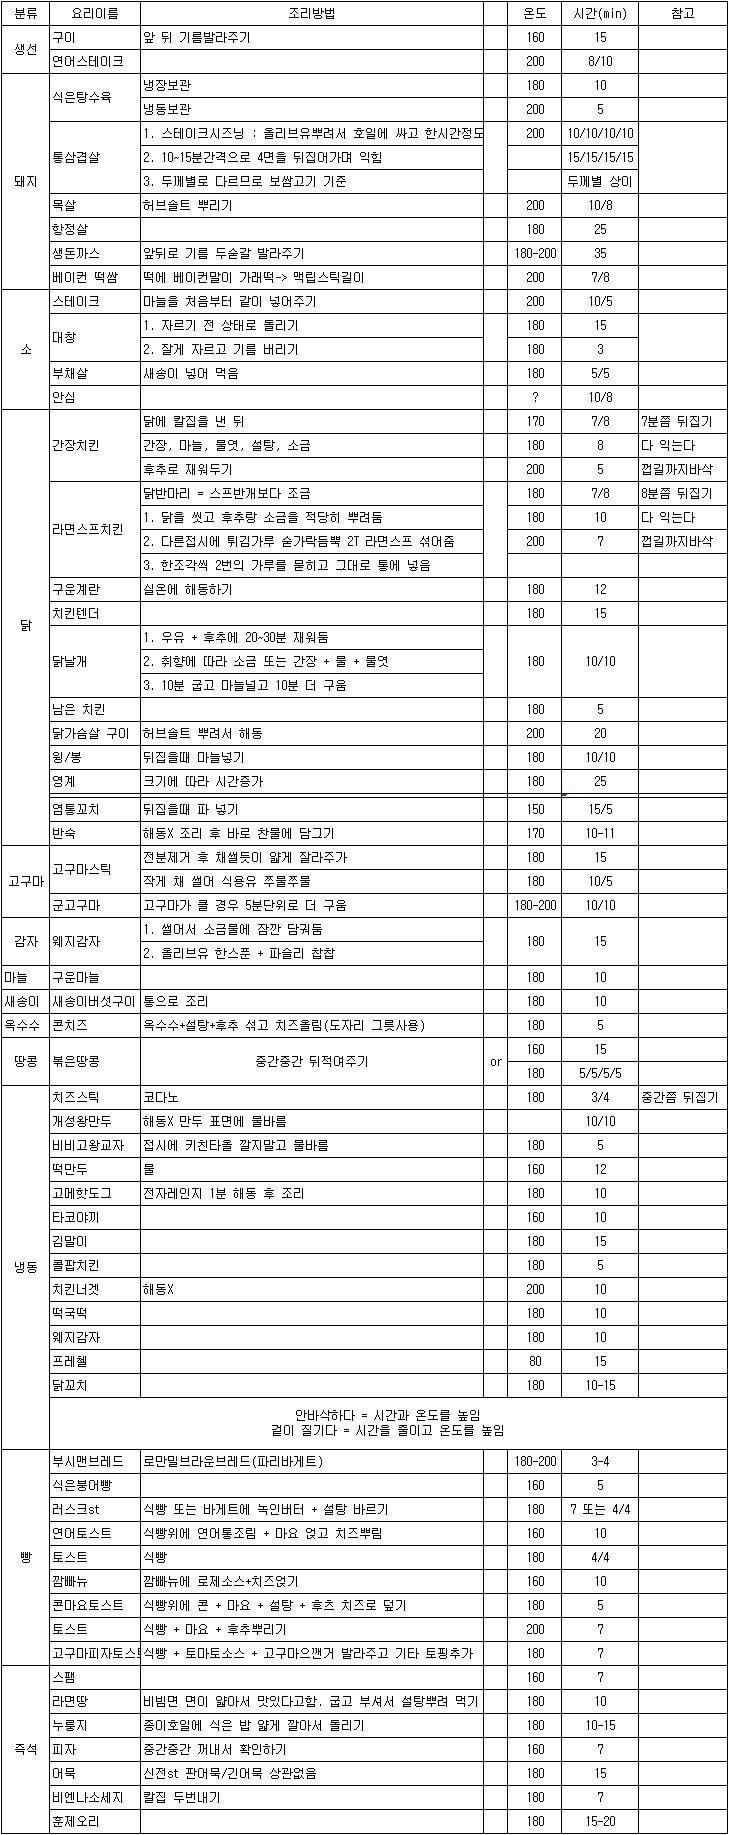 분류 요리이름 조리방법 온도 시간(min) 참고
생선 구이 앞 뒤 기름발라주기 160 15
연어스테이크 200 8/10
돼지 식은탕수육 냉장보관 180 10
냉동보관 200 5
통삼겹살 1. 스테이크시즈닝 : 올리브유뿌려서 호일에 싸고 한시간정도 200 10/10/10/10
2. 10~15분간격으로 4면을 뒤집어가며 익힘 15/15/15/15
3. 두께별로 다르므로 보쌈고기 기준 두께별 상이
목살 허브솔트 뿌리기 200 10/8
항정살 180 25
생돈까스 앞뒤로 기름 두숟갈 발라주기 180-200 35
베이컨 떡쌈 떡에 베이컨말이 가래떡-> 맥립스틱길이 200 7/8
소 스테이크 마늘을 처음부터 같이 넣어주기 200 10/5
대창 1. 자르기 전 상태로 돌리기 180 15
2. 잘게 자르고 기름 버리기 180 3
부채살 새송이 넣어 먹음 180 5/5
안심 ? 10/8
닭 간장치킨 닭에 칼집을 낸 뒤 170 7/8 7분쯤 뒤집기
간장, 마늘, 물엿, 설탕, 소금 180 8 다 익는다
후추로 재워두기 200 5 껍길까지바삭
라면스프치킨 닭반마리 = 스프반개보다 조금 180 7/8 8분쯤 뒤집기
1. 닭을 씻고 후추랑 소금을 적당히 뿌려둠 180 10 다 익는다
2. 다른접시에 튀김가루 숟가락듬뿍 2T 라면스프 섞어줌 200 7 껍길까지바삭
3. 한조각씩 2번의 가루를 묻히고 그대로 통에 넣음
구운계란 실온에 해동하기 180 12
치킨텐더 180 15
닭날개 1. 우유 + 후추에 20~30분 재워둠
2. 취향에 따라 소금 또는 간장 + 물 + 물엿 180 10/10
3. 10분 굽고 마늘널고 10분 더 구움
남은 치킨 180 5
닭가슴살 구이 허브솔트 뿌려서 해동 200 20
윙/봉 뒤집을때 마늘넣기 180 10/10
영계 크기에 따라 시간증가 180 25
염통꼬치 뒤집을때 파 넣기 150 15/5
반숙 해동X 조리 후 바로 찬물에 담그기 170 10-11
고구마 고구마스틱 전분제거 후 채썰듯이 얇게 잘라주가 180 15
작게 채 썰어 식용유 쭈물쭈물 180 10/5
군고구마 고구마가 클 경우 5분단위로 더 구움 180-200 10/10
감자 웨지감자 1. 썰어서 소금물에 잠깐 담궈둠 180 15
2. 올리브유 한스푼 + 파슬리 찹찹
마늘 구운마늘 180 10
새송이 새송이버섯구이 통으로 조리 180 10
옥수수 콘치즈 옥수수+설탕+후추 섞고 치즈올림(도자리 그릇사용) 180 5
땅콩 볶은땅콩 중간중간 뒤적여주기 or 160 15
180 5/5/5/5
냉동 치즈스틱 코다노 180 3/4 중간쯤 뒤집기
개성왕만두 해동X 만두 표면에 물바름 10/10
비비고왕교자 접시에 키친타올 깔지말고 물바름 180 5
떡만두 물 160 12
고메핫도그 전자레인지 1분 해동 후 조리 180 10
타코야끼 160 10
김말이 180 15
콜팝치킨 180 5
치킨너겟 해동X 200 10
떡국떡 180 10
웨지감자 180 10
프레첼 80 15
닭꼬치 180 10-15
안바삭하다 = 시간과 온도를 높임
겉이 질기다 = 시간을 줄이고 온도를 높임
빵 부시맨브레드 로만밀브라운브레드(파리바게트) 180-200 3-4
식은붕어빵 160 5
러스크st 식빵 또는 바게트에 녹인버터 + 설탕 바르기 180 7 또는 4/4
연어토스트 식빵위에 연어통조림 + 마요 얹고 치즈뿌림 160 10
토스트 식빵 180 4/4
깜빠뉴 깜빠뉴에 로제소스+치즈얹기 160 10
콘마요토스트 식빵위에 콘 + 마요 + 설탕 + 후츠 치즈로 덮기 180 5
토스트 식빵 + 마요 + 후추뿌리기 200 7
고구마피자토스트 식빵 + 토마토소스 + 고구마으깬거 발라주고 기타 토핑추가 180 7
즉석 스팸 160 7
라면땅 비빔면 면이 얇아서 맛있다고함. 굽고 부셔서 설탕뿌려 먹기 180 10
누룽지 종이호일에 식은 밥 얇게 깔아서 돌리기 180 10-15
피자 중간중간 꺼내서 확인하기 160 7
어묵 신전st 판어묵/긴어묵 상관없음 180 15
비엔나소세지 칼집 두번내기 180 7
훈제오리 180 15-20